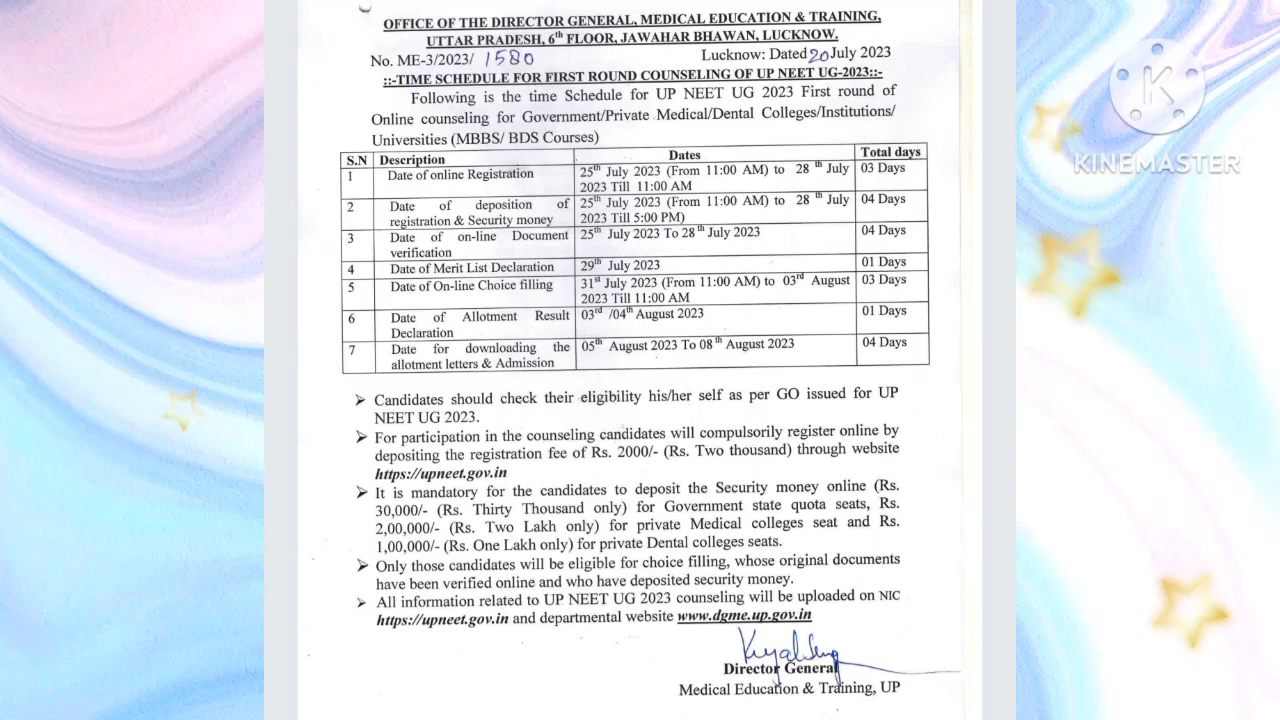 OFFICE OF THE DIRECTOR GENERAL, MEDICAL EDUCATION & TRAINING,
UTTAR PRADESH, 6th FLOOR, JAWAHAR BHAWAN, LUCKNOW.
No. ME-3/2023/ 1580 Lucknow: Dated 20 July 2023
::-TIME SCHEDULE FOR FIRST ROUND COUNSELING OF UP NEET UG-2023::-
Following is the time Schedule for UP NEET UG 2023 First round of
Online counseling for Government/Private Medical/Dental Colleges/Institutions/
Universities (MBBS/ BDS Courses)
S.N Description Dates Total days
1 Date of online Registration 25th July 2023 (From 11:00 AM) to 28 th July 03 Days
2023 Till 11:00 AM
2 Date of deposition of 25th July 2023 (From 11:00 AM) to 28 th July 04 Days
registration & Security money 2023 Till 5:00 PM)
3 Date of on-line Document 25th July 2023 To 28 th July 2023 04 Days
verification
4 Date of Merit List Declaration 29th July 2023 01 Days
5 Date of On-line Choice filling 31st July 2023 (From 11:00 AM) to 03rd August 03 Days
2023 Till 11:00 AM
6 Date of Allotment Result 03rd /04th August 2023 01 Days
Declaration
7 Date for downloading the 05th August 2023 To 08 th August 2023 04 Days
allotment letters & Admission
➢ Candidates should check their eligibility his/her self as per GO issued for UP
NEET UG 2023.
➢ For participation in the counseling candidates will compulsorily register online by
depositing the registration fee of Rs. 2000/- (Rs. Two thousand) through website
https://upneet.gov.in
➢ It is mandatory for the candidates to deposit the Security money online (Rs.
30,000/- (Rs. Thirty Thousand only) for Government state quota seats, Rs.
2,00,000/- (Rs. Two Lakh only) for private Medical colleges seat and Rs.
1,00,000/- (Rs. One Lakh only) for private Dental colleges seats.
➢ Only those candidates will be eligible for choice filling, whose original documents
have been verified online and who have deposited security money.
➢ All information related to UP NEET UG 2023 counseling will be uploaded on NIC
https://upneet.gov.in and departmental website www.dgme.up.gov.in
Director General
Medical Education & Training, UP
K
KINEMASTER